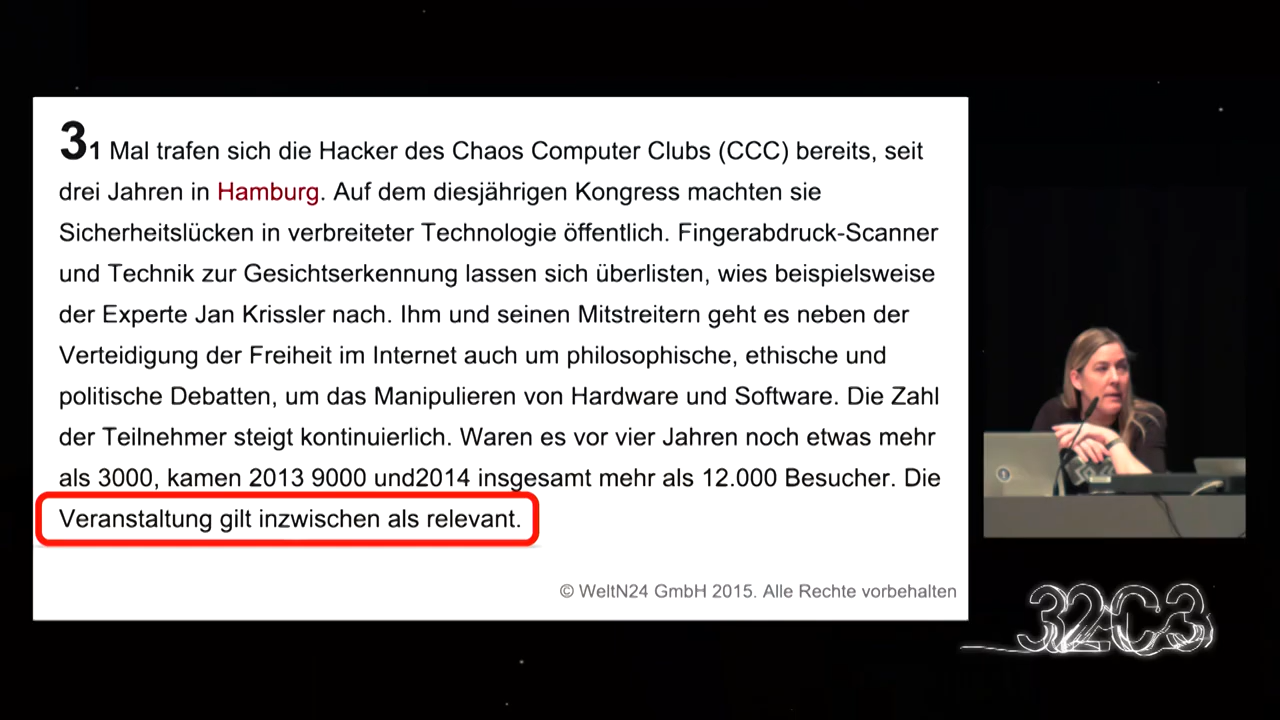 31 Mal trafen sich die Hacker des Chaos Computer Clubs (CCC) bereits, seit
drei Jahren in Hamburg. Auf dem diesjährigen Kongress machten sie
Sicherheitslücken in verbreiteter Technologie öffentlich. Fingerabdruck-Scanner
und Technik zur Gesichtserkennung lassen sich überlisten, wies beispielsweise
der Experte Jan Krissler nach. Ihm und seinen Mitstreitern geht es neben der
Verteidigung der Freiheit im Internet auch um philosophische, ethische und
politische Debatten, um das Manipulieren von Hardware und Software. Die Zahl
der Teilnehmer steigt kontinuierlich. Waren es vor vier Jahren noch etwas mehr
als 3000, kamen 2013 9000 und2014 insgesamt mehr als 12.000 Besucher. Die
Veranstaltung gilt inzwischen als relevant.
© WeltN24 GmbH 2015. Alle Rechte vorbehalten
32C3